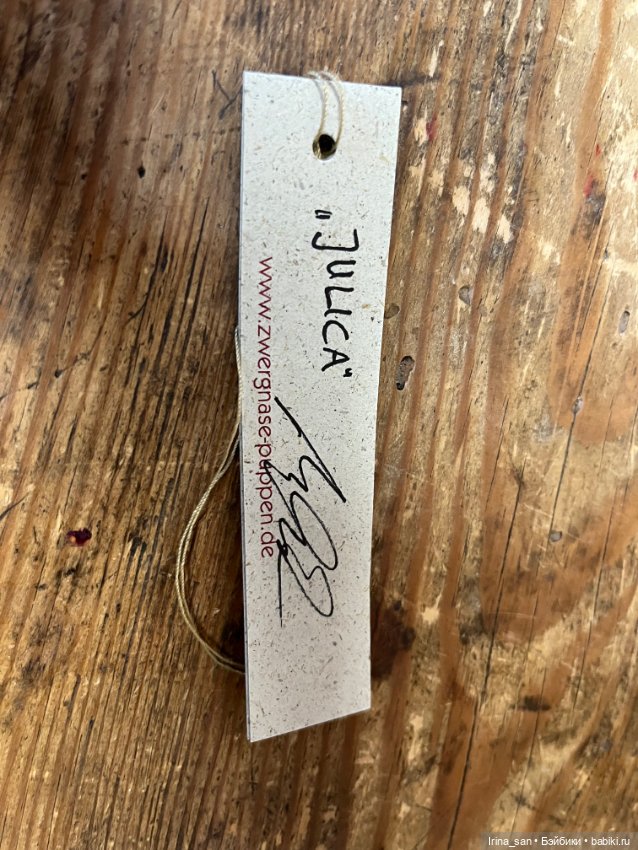 „JULICA“
www.zwergnase-puppen.de
Irina_san • Бэйбики • babiki.ru